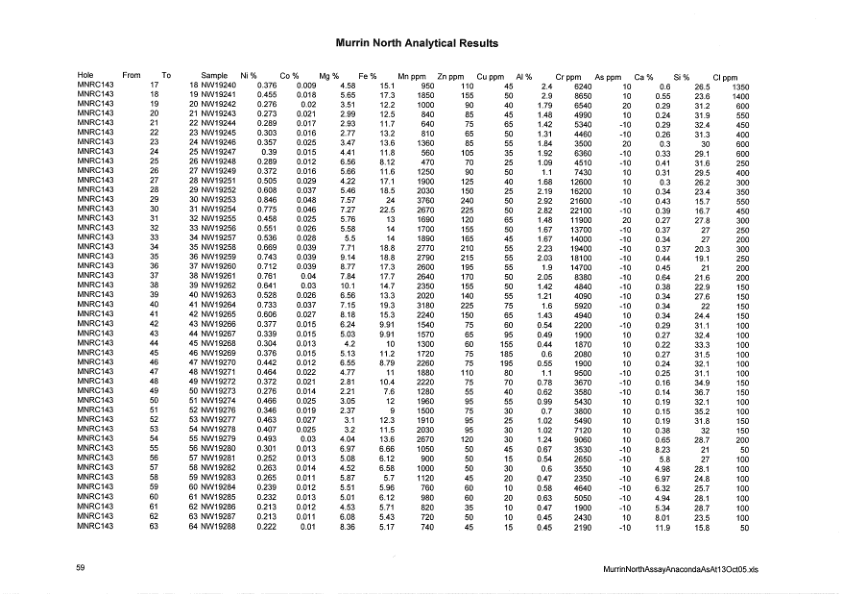 Murrin North Analytical Results
Hole From To Sample Ni % Co % Mg % Fe % Mn ppm Zn ppm Cu ppm Al % Cr ppm As ppm Ca % Si % Cl ppm
MNRC143 17 18 NW19240 0.376 0.009 4.58 15.1 950 110 45 2.4 6240 10 0.6 26.5 1350
MNRC143 18 19 NW19241 0.455 0.018 5.65 17.3 1850 155 50 2.9 8650 10 0.55 23.6 1400
MNRC143 19 20 NW19242 0.276 0.02 3.51 12.2 1000 90 40 1.79 6540 20 0.29 31.2 600
MNRC143 20 21 NW19243 0.273 0.021 2.99 12.5 840 85 45 1.48 4990 10 0.24 31.9 550
MNRC143 21 22 NW19244 0.289 0.017 2.93 11.7 640 75 65 1.42 5340 -10 0.29 32.4 450
MNRC143 22 23 NW19245 0.303 0.016 2.77 13.2 810 65 50 1.31 4460 -10 0.26 31.3 400
MNRC143 23 24 NW19246 0.357 0.025 3.47 13.6 1360 85 55 1.84 3500 20 0.3 30 600
MNRC143 24 25 NW19247 0.39 0.015 4.41 11.8 560 105 35 1.92 6360 -10 0.33 29.1 600
MNRC143 25 26 NW19248 0.289 0.012 6.56 8.12 470 70 25 1.09 4510 -10 0.41 31.6 250
MNRC143 26 27 NW19249 0.372 0.016 5.66 11.6 1250 90 50 1.1 7430 10 0.31 29.5 400
MNRC143 27 28 NW19251 0.505 0.029 4.22 17.1 1900 125 40 1.68 12600 10 0.3 26.2 300
MNRC143 28 29 NW19252 0.608 0.037 5.46 18.5 2030 150 25 2.19 16200 10 0.34 23.4 350
MNRC143 29 30 NW19253 0.846 0.048 7.57 24 3760 240 50 2.92 21600 -10 0.43 15.7 550
MNRC143 30 31 NW19254 0.775 0.046 7.27 22.5 2670 225 50 2.82 22100 -10 0.39 16.7 450
MNRC143 31 32 NW19255 0.458 0.025 5.76 13 1690 120 65 1.48 11900 20 0.27 27.8 300
MNRC143 32 33 NW19256 0.551 0.026 5.58 14 1700 155 50 1.67 13700 -10 0.37 27 250
MNRC143 33 34 NW19257 0.536 0.028 5.5 14 1890 165 45 1.67 14000 -10 0.34 27 200
MNRC143 34 35 NW19258 0.669 0.039 7.71 18.8 2770 210 55 2.23 19400 -10 0.37 20.3 300
MNRC143 35 36 NW19259 0.743 0.039 9.14 18.8 2790 215 55 2.03 18100 -10 0.44 19.1 250
MNRC143 36 37 NW19260 0.712 0.039 8.77 17.3 2600 195 55 1.9 14700 -10 0.45 21 200
MNRC143 37 38 NW19261 0.761 0.04 7.84 17.7 2640 170 50 2.05 8380 -10 0.64 21.6 200
MNRC143 38 39 NW19262 0.641 0.03 10.1 14.7 2350 155 50 1.42 4840 -10 0.38 22.9 150
MNRC143 39 40 NW19263 0.528 0.026 6.56 13.3 2020 140 55 1.21 4090 -10 0.34 27.6 150
MNRC143 40 41 NW19264 0.733 0.037 7.15 19.3 3180 225 75 1.6 5920 -10 0.34 22 150
MNRC143 41 42 NW19265 0.606 0.027 8.18 15.3 2240 150 65 1.43 4940 10 0.34 24.4 150
MNRC143 42 43 NW19266 0.377 0.015 6.24 9.91 1540 75 60 0.54 2200 -10 0.29 31.1 100
MNRC143 43 44 NW19267 0.339 0.015 5.03 9.91 1570 65 95 0.49 1900 10 0.27 32.4 100
MNRC143 44 45 NW19268 0.304 0.013 4.2 10 1300 60 155 0.44 1870 10 0.22 33.3 100
MNRC143 45 46 NW19269 0.376 0.015 5.13 11.2 1720 75 185 0.6 2080 10 0.27 31.5 100
MNRC143 46 47 NW19270 0.442 0.012 6.55 8.79 2260 75 195 0.55 1900 10 0.24 32.1 100
MNRC143 47 48 NW19271 0.464 0.022 4.77 11 1880 110 80 1.1 9500 -10 0.25 31.1 100
MNRC143 48 49 NW19272 0.372 0.021 2.81 10.4 2220 75 70 0.78 3670 -10 0.16 34.9 150
MNRC143 49 50 NW19273 0.276 0.014 2.21 7.6 1280 55 40 0.62 3580 -10 0.14 36.7 150
MNRC143 50 51 NW19274 0.466 0.025 3.05 12 1960 95 55 0.99 5430 10 0.19 32.1 100
MNRC143 51 52 NW19276 0.346 0.019 2.37 9 1500 75 30 0.7 3800 10 0.15 35.2 100
MNRC143 52 53 NW19277 0.463 0.027 3.1 12.3 1910 95 25 1.02 5490 10 0.19 31.8 150
MNRC143 53 54 NW19278 0.407 0.025 3.2 11.5 2030 95 30 1.02 7120 10 0.38 32 150
MNRC143 54 55 NW19279 0.493 0.03 4.04 13.6 2670 120 30 1.24 9060 10 0.65 28.7 200
MNRC143 55 56 NW19280 0.301 0.013 6.97 6.66 1050 50 45 0.67 3530 -10 8.23 21 50
MNRC143 56 57 NW19281 0.252 0.013 5.08 6.12 900 50 15 0.54 2650 -10 5.8 27 100
MNRC143 57 58 NW19282 0.263 0.014 4.52 6.58 1000 50 30 0.6 3550 10 4.98 28.1 100
MNRC143 58 59 NW19283 0.265 0.011 5.87 5.7 1120 45 20 0.47 2350 -10 6.97 24.8 100
MNRC143 59 60 NW19284 0.239 0.012 5.51 5.96 760 60 10 0.58 4640 -10 6.32 25.7 100
MNRC143 60 61 NW19285 0.232 0.013 5.01 6.12 980 60 20 0.63 5050 -10 4.94 28.1 100
MNRC143 61 62 NW19286 0.213 0.012 4.53 5.71 820 35 10 0.47 1900 -10 5.34 28.7 100
MNRC143 62 63 NW19287 0.213 0.011 6.08 5.43 720 50 10 0.45 2430 10 8.01 23.5 100
MNRC143 63 64 NW19288 0.222 0.01 8.36 5.17 740 45 15 0.45 2190 -10 11.9 15.8 50
59 MurrinNorthAssayAnacondaAsAt13Oct05.xls